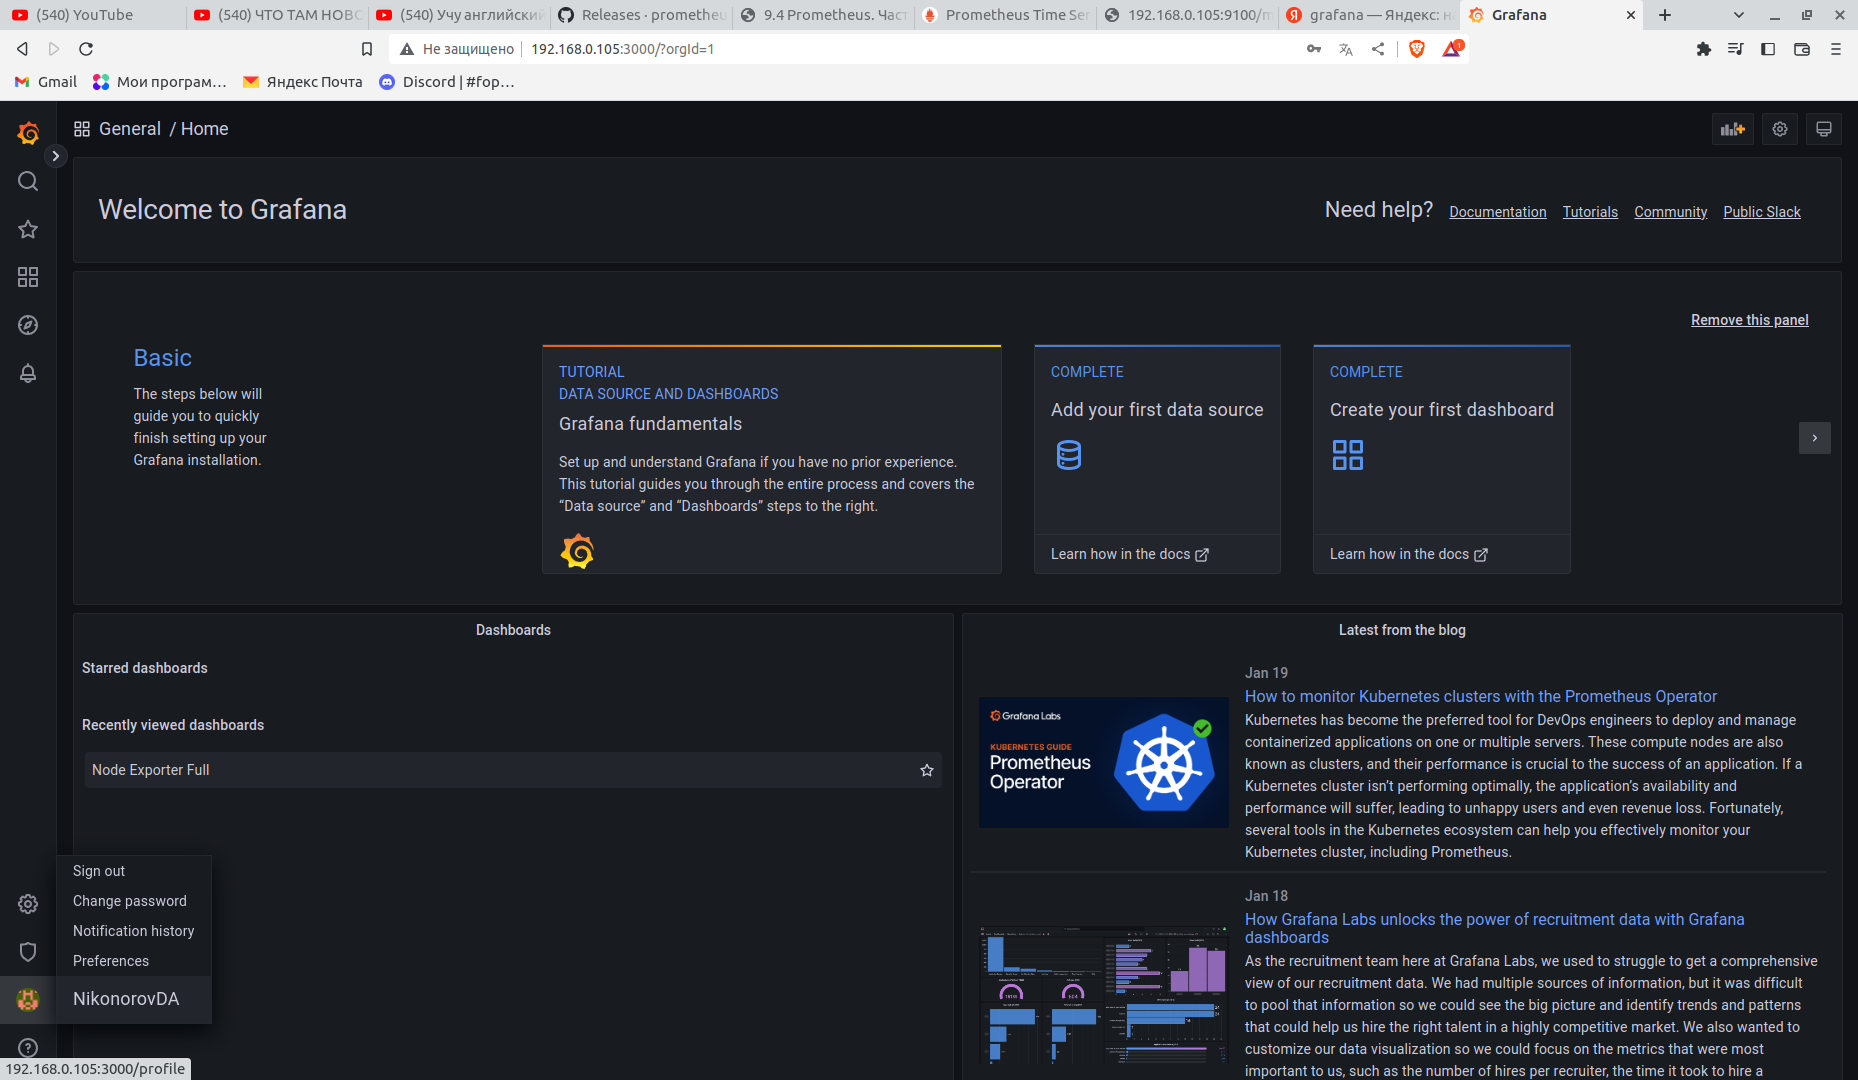 (540) YouTube
(540) ЧТО ТАМ НОВО
(540) Учу английский
Releases · prometheu
9.4 Prometheus. Част
Prometheus Time Ser
192.168.0.105:9100/m
grafana — Яндекс: на
Grafana
Не защищено
192.168.0.105:3000/?orgId=1
1
Gmail
Мои програм…
Яндекс Почта
Discord | #фор…
General / Home
Welcome to Grafana
Need help?
Documentation
Tutorials
Community
Public Slack
Remove this panel
Basic
The steps below will
guide you to quickly
finish setting up your
Grafana installation.
TUTORIAL
DATA SOURCE AND DASHBOARDS
Grafana fundamentals
Set up and understand Grafana if you have no prior experience.
This tutorial guides you through the entire process and covers the
“Data source” and “Dashboards” steps to the right.
COMPLETE
Add your first data source
Learn how in the docs
COMPLETE
Create your first dashboard
Learn how in the docs
Dashboards
Starred dashboards
Recently viewed dashboards
Node Exporter Full
Latest from the blog
Grafana Labs
KUBERNETES GUIDE
Prometheus
Operator
Jan 19
How to monitor Kubernetes clusters with the Prometheus Operator
Kubernetes has become the preferred tool for DevOps engineers to deploy and manage
containerized applications on one or multiple servers. These compute nodes are also
known as clusters, and their performance is crucial to the success of an application. If a
Kubernetes cluster isn’t performing optimally, the application’s availability and
performance will suffer, leading to unhappy users and even revenue loss. Fortunately,
several tools in the Kubernetes ecosystem can help you effectively monitor your
Kubernetes cluster, including Prometheus.
Jan 18
How Grafana Labs unlocks the power of recruitment data with Grafana
dashboards
As the recruitment team here at Grafana Labs, we used to struggle to get a comprehensive
view of our recruitment data. We had multiple sources of information, but it was difficult
to pool that information so we could see the big picture and identify trends and patterns
that could help us hire the right talent in a highly competitive market. We also wanted to
customize our data visualization so we could focus on the metrics that were most
important to us, such as the number of hires per recruiter, the time it took to hire a
Sign out
Change password
Notification history
Preferences
NikonorovDA
192.168.0.105:3000/profile